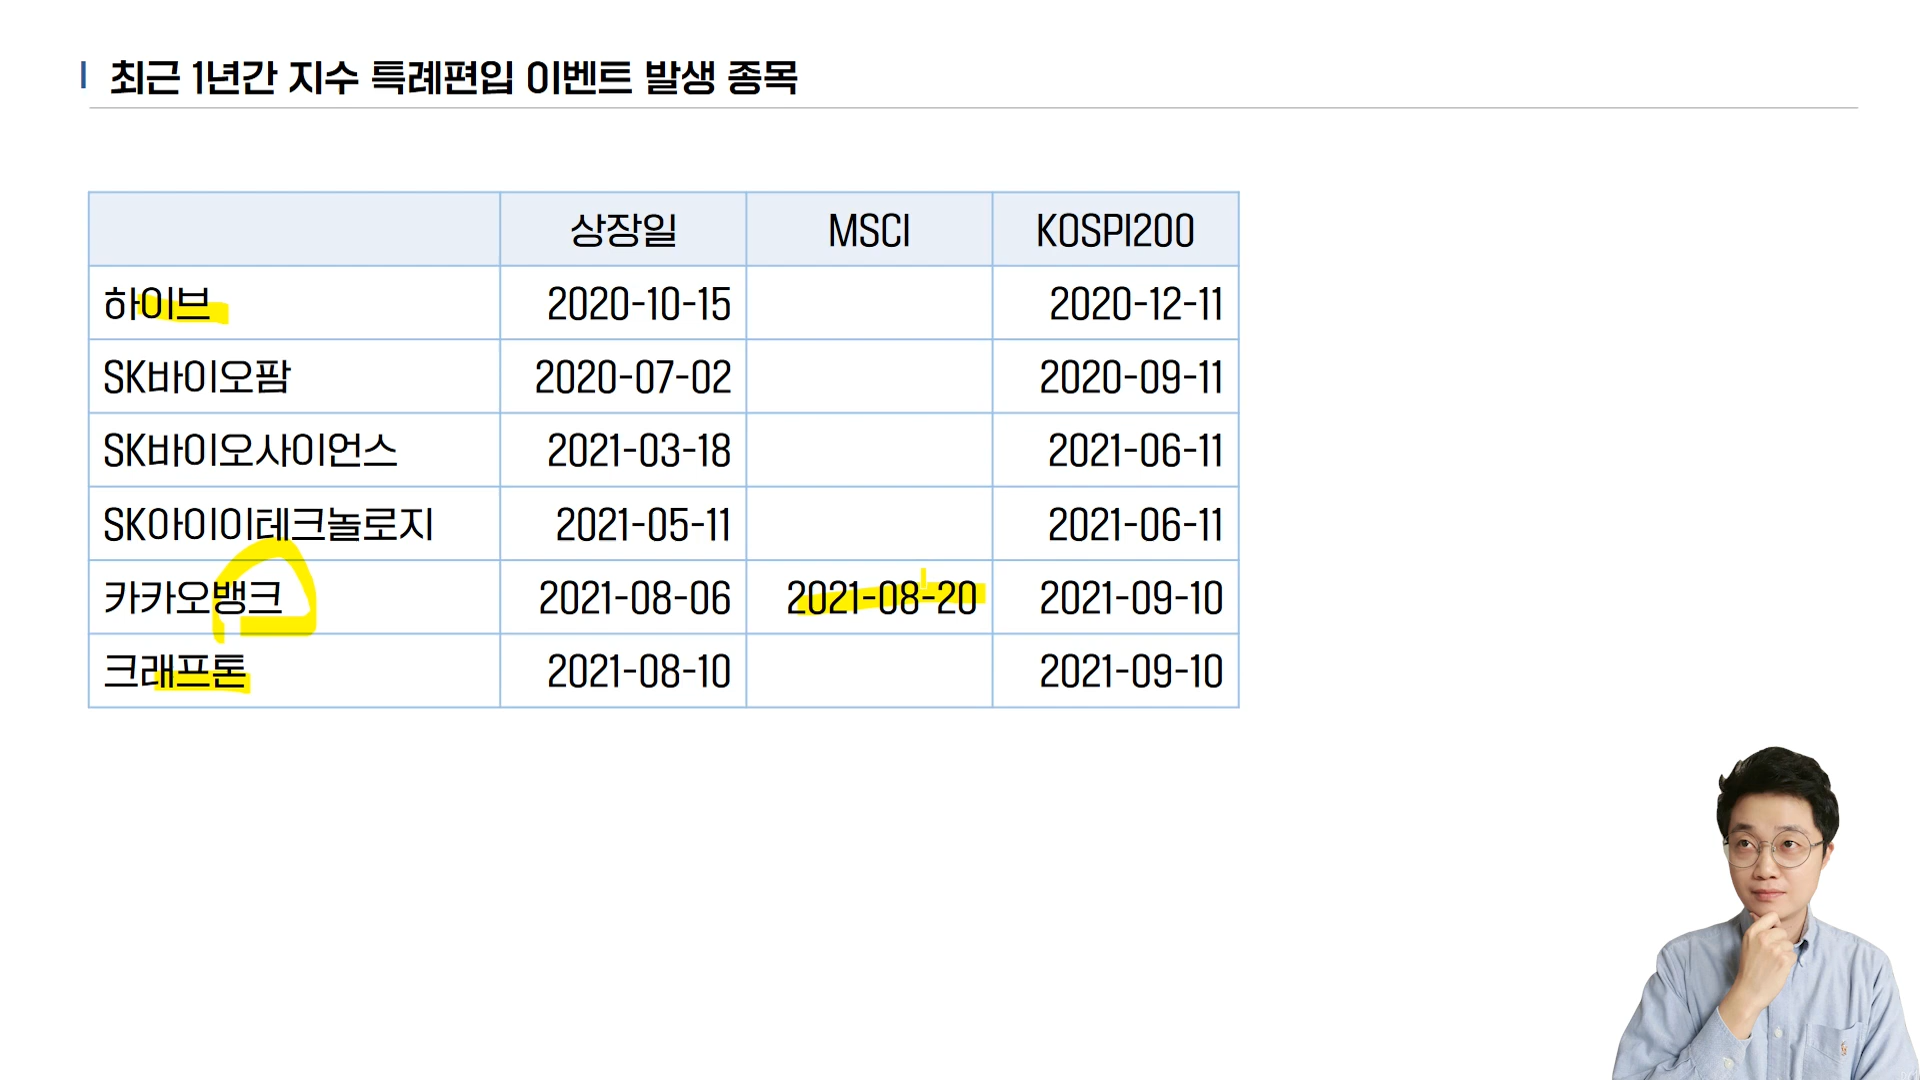 최근 1년간 지수 특례편입 이벤트 발생 종목
상장일 MSCI KOSPI200
하이브 2020-10-15 2020-12-11
SK바이오팜 2020-07-02 2020-09-11
SK바이오사이언스 2021-03-18 2021-06-11
SK아이이테크놀로지 2021-05-11 2021-06-11
카카오뱅크 2021-08-06 2021-08-20 2021-09-10
크래프톤 2021-08-10 2021-09-10